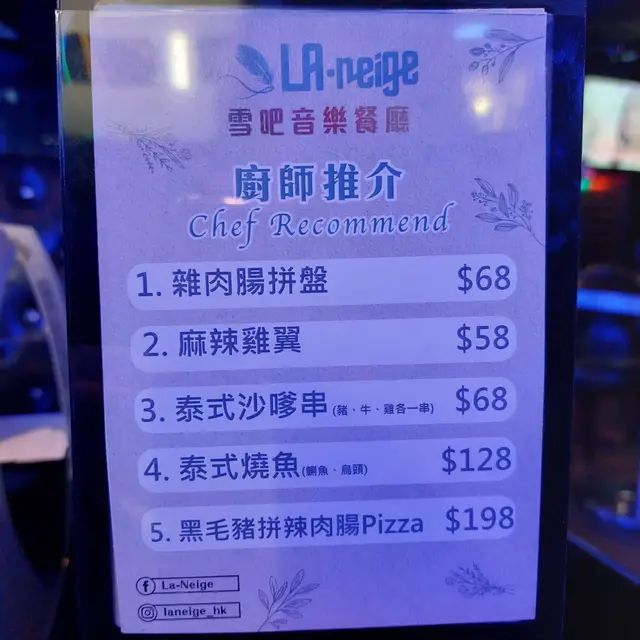 LA-neige
雪吧音樂餐廳
廚師推介
Chef Recommend
1. 雜肉腸拼盤 $68
2. 麻辣雞翼 $58
3. 泰式沙嗲串 (豬、牛、雞各一串) $68
4. 泰式燒魚 (鯽魚、烏頭) $128
5. 黑毛豬拼辣肉腸Pizza $198
La-Neige
laneige_hk